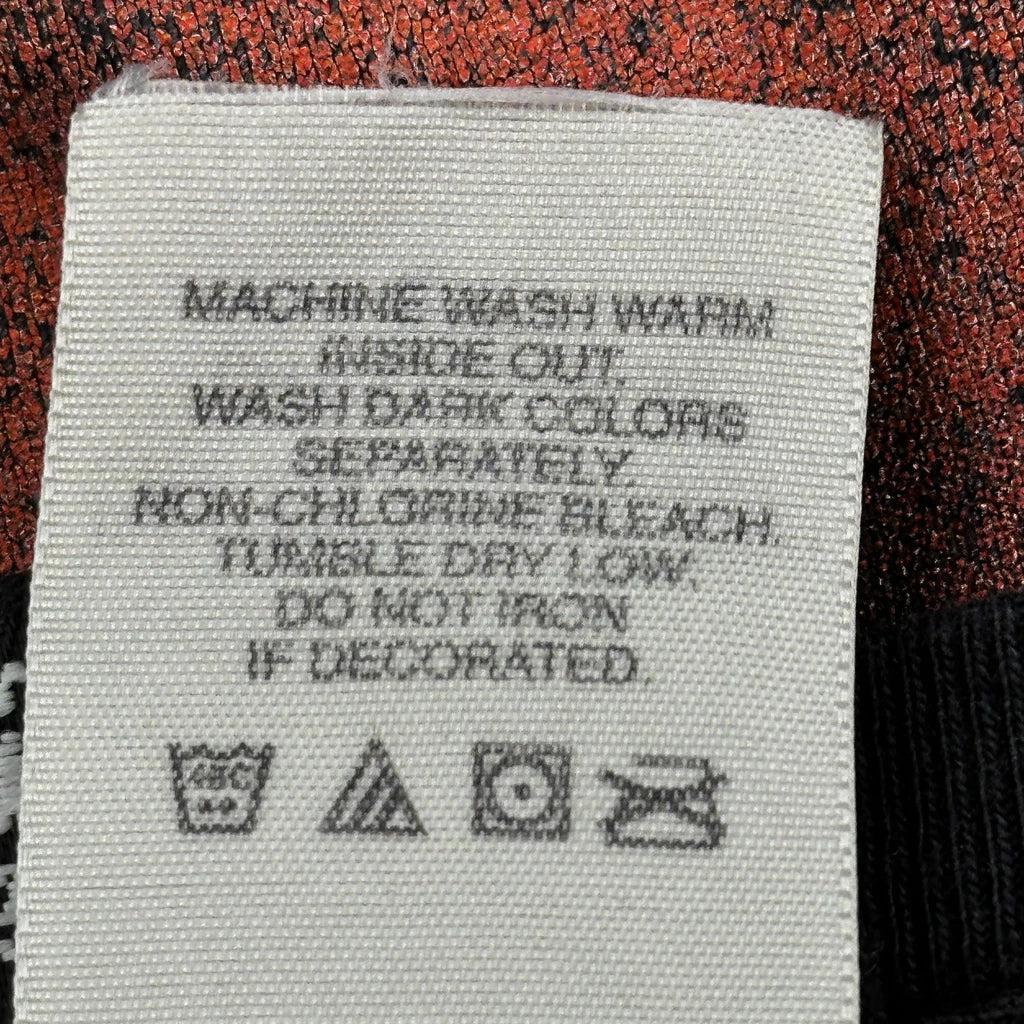 MACHINE WASH WARM
INSIDE OUT.
WASH DARK COLORS
SEPARATELY.
NON-CHLORINE BLEACH.
TUMBLE DRY LOW.
DO NOT IRON
IF DECORATED.